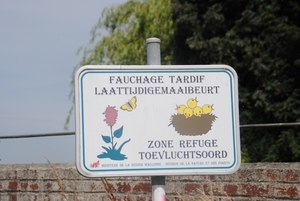 FAUCHAGE TARDIF
LAATTIJDIGEMAAIBEURT
ZONE REFUGE
TOEVLUCHTSOORD